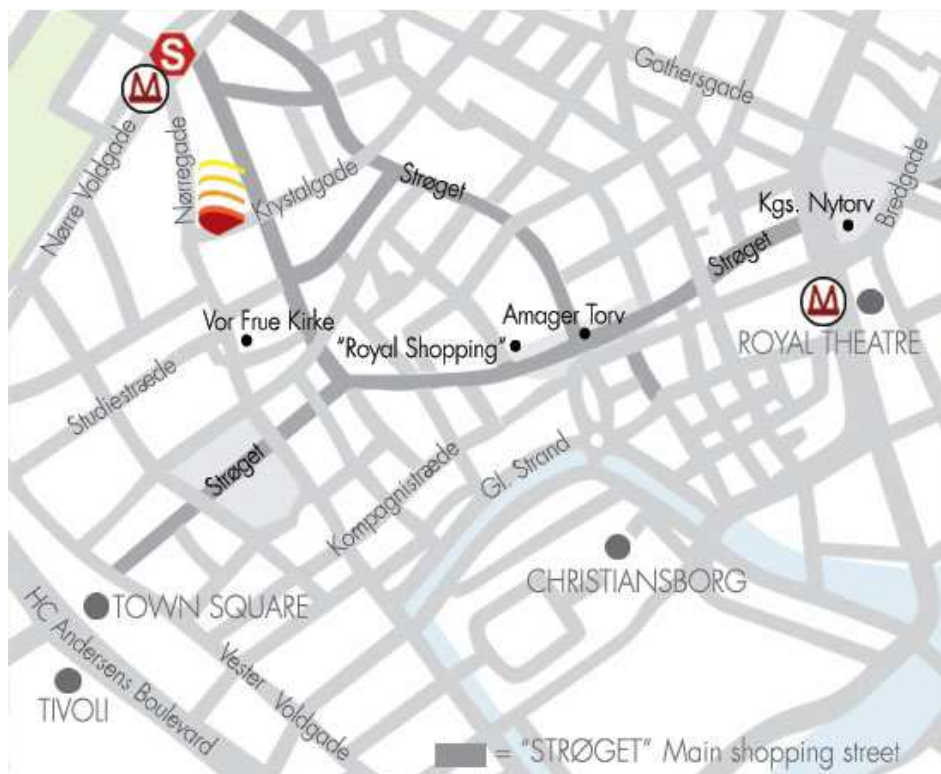 S
M
Gothersgade
Nørre Voldgade
Nørregade
Krystalgade
Strøget
Bredgade
Kgs. Nytorv
Strøget
M
Vor Frue Kirke
"Royal Shopping"
Amager Torv
ROYAL THEATRE
Studiestræde
Strøget
Kompagnistræde
Gl. Strand
CHRISTIANSBORG
TOWN SQUARE
HC Andersens Boulevard
Vester Voldgade
TIVOLI
= "STRØGET" Main shopping street